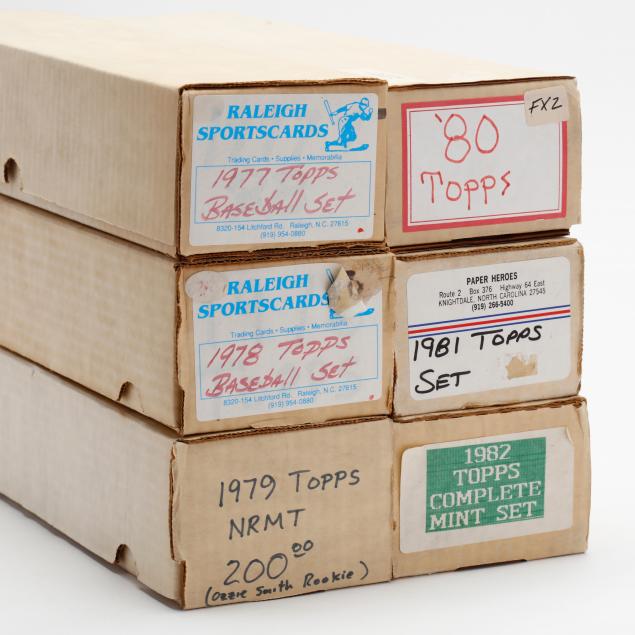 RALEIGH
SPORTSCARDS
Trading Cards • Supplies • Memorabilia
1977 TOPPS
BASEBALL SET
8320-154 Litchford Rd. Raleigh, N.C. 27615
(919) 954-0880
'80
TOPPS
FX2
RALEIGH
SPORTSCARDS
Trading Cards • Supplies • Memorabilia
1978 TOPPS
BASEBALL SET
8320-154 Litchford Rd. Raleigh, N.C. 27615
(919) 954-0880
PAPER HEROES
Route 2 Box 376 Highway 64 East
KNIGHTDALE, NORTH CAROLINA 27545
(919) 266-5400
1981 TOPPS
SET
1979 TOPPS
NRMT
200.00
(Ozzie Smith Rookie)
1982
TOPPS
COMPLETE
MINT SET